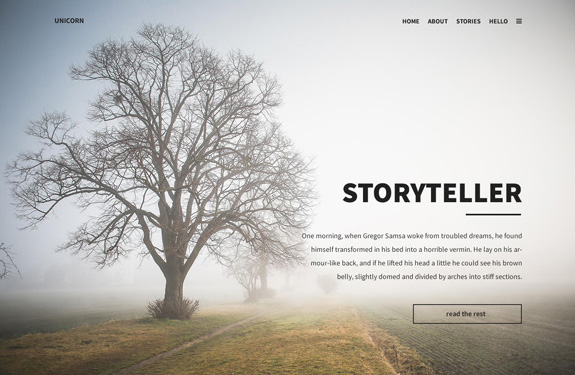 UNICORN
HOME ABOUT STORIES HELLO
STORYTELLER
One morning, when Gregor Samsa woke from troubled dreams, he found
himself transformed in his bed into a horrible vermin. He lay on his ar-
mour-like back, and if he lifted his head a little he could see his brown
belly, slightly domed and divided by arches into stiff sections.
read the rest